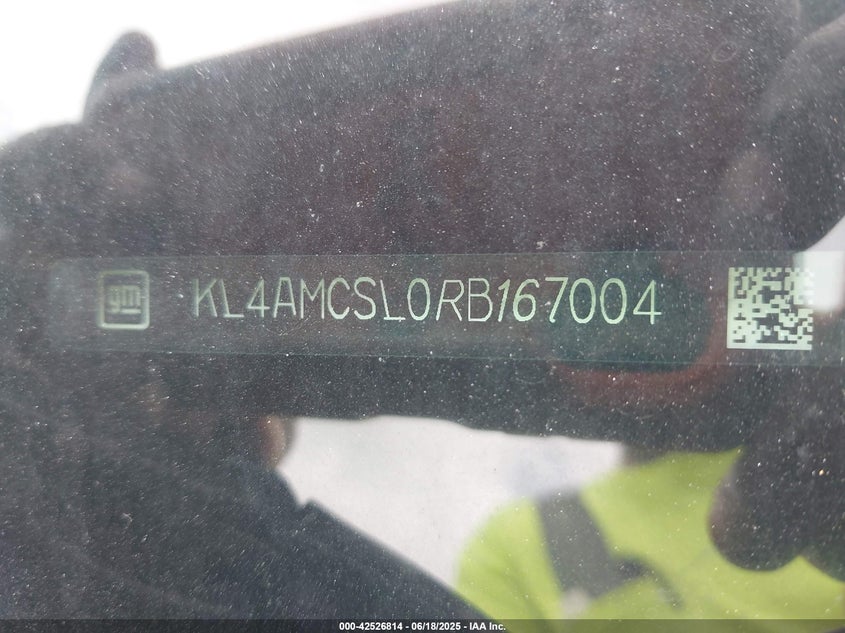 gm KL4AMCSL0RB167004
000-42526814 / 06/18/2025 - IAA Inc.